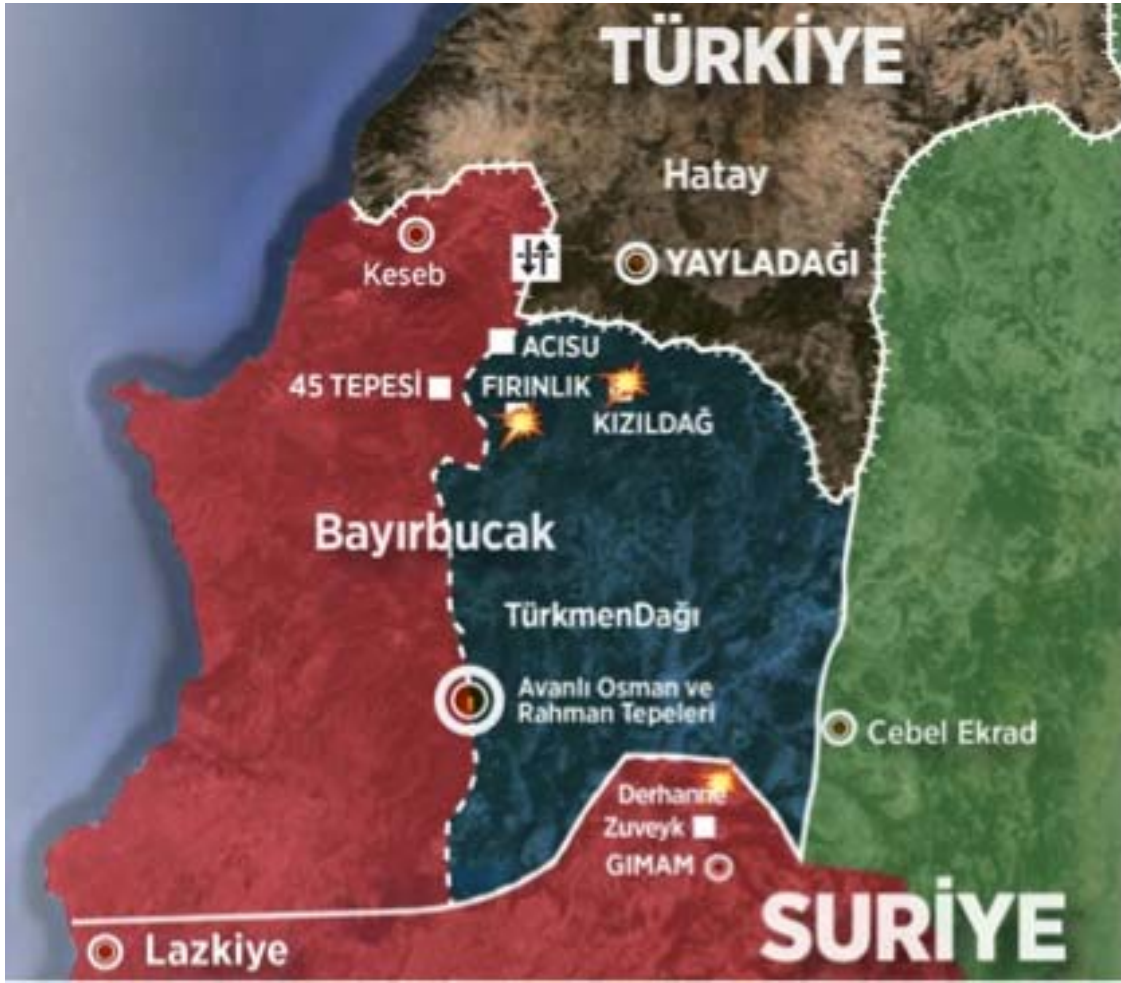 TÜRKİYE
Hatay
Keseb
YAYLADAĞI
ACISU
45 TEPESİ
FIRINLIK
KIZILDAĞ
Bayırbucak
TürkmenDağı
Avanlı Osman ve
Rahman Tepeleri
Cebel Ekrad
Derhanne
Zuveyk
GIMAM
SURİYE
Lazkiye